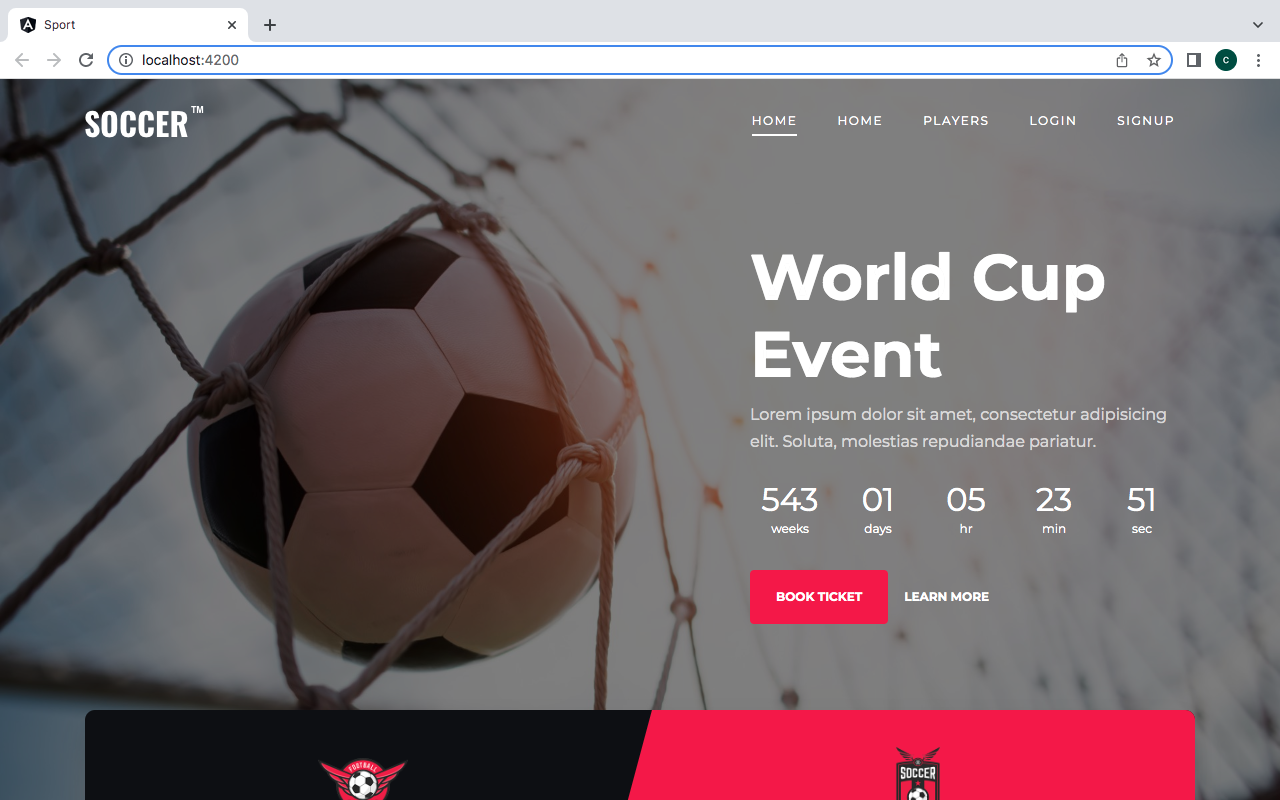 Sport
localhost:4200
c
SOCCER™
HOME HOME PLAYERS LOGIN SIGNUP
World Cup
Event
Lorem ipsum dolor sit amet, consectetur adipisicing
elit. Soluta, molestias repudiandae pariatur.
543 01 05 23 51
weeks days hr min sec
BOOK TICKET LEARN MORE
FOOTBALL
SOCCER